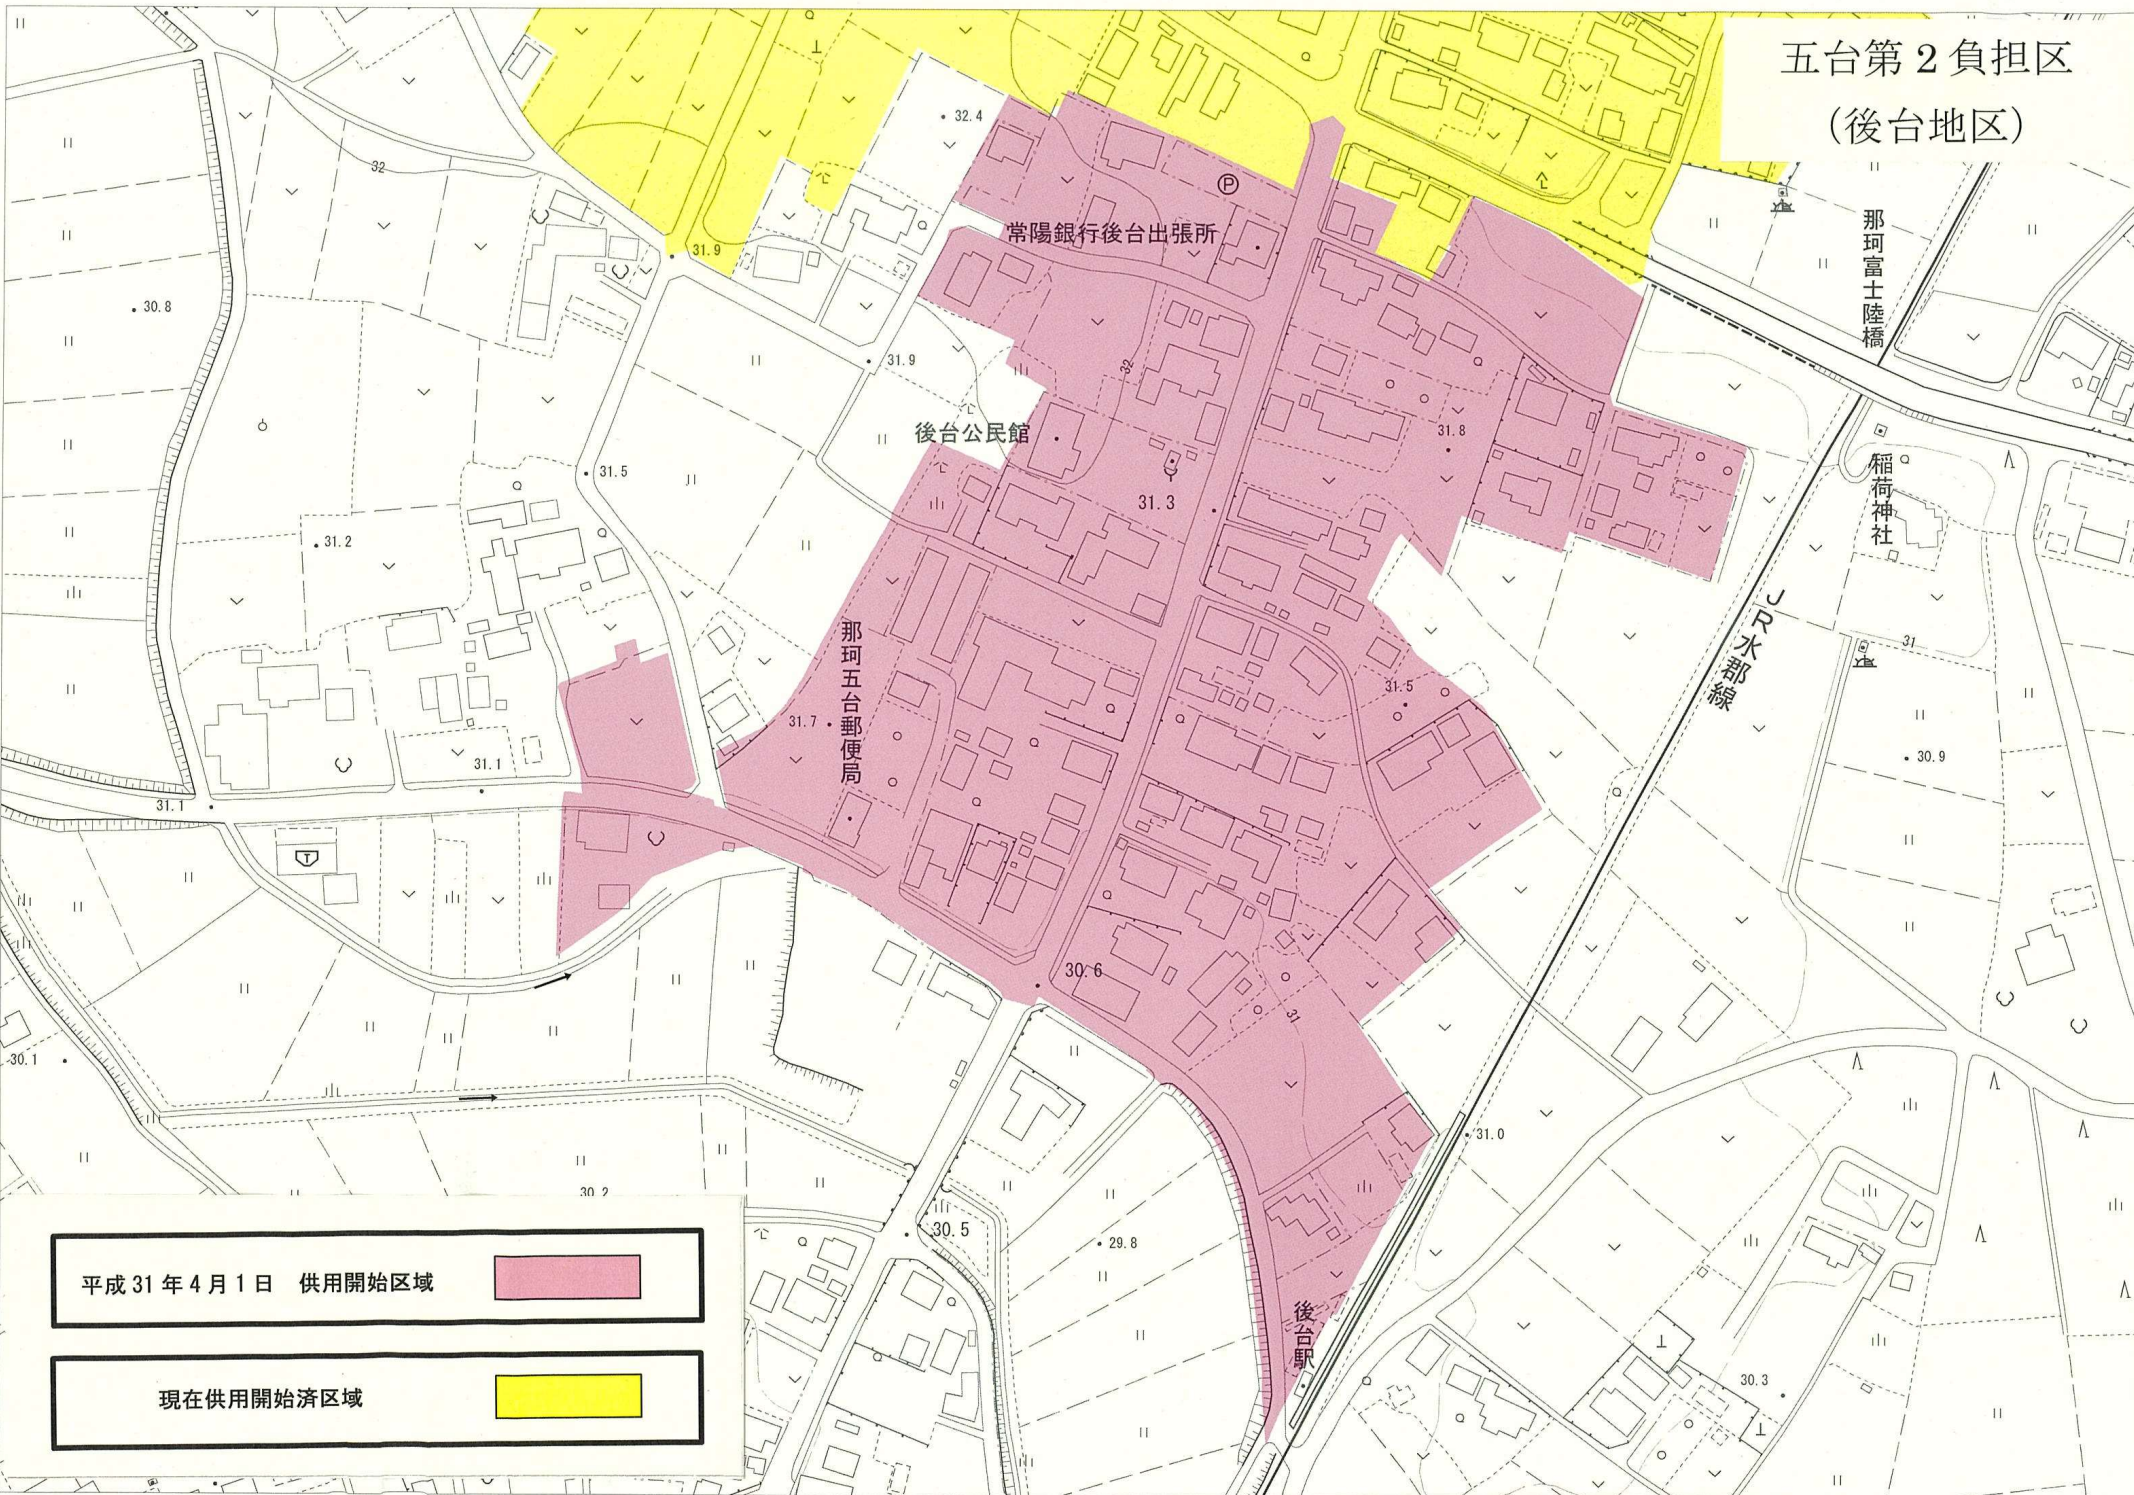 五台第２負担区
（後台地区）
32.4
32
Ⓟ
常陽銀行後台出張所
那珂富士陸橋
31.9
30.8
31.9
32
後台公民館
31.8
31.5
31.3
稲荷神社
31.2
JR水郡線
31
那珂五台郵便局
31.5
31.7
30.9
31.1
31.1
T
30.6
31
30.1
31.0
30.2
30.5
29.8
後台駅
30.3
平成31年4月1日　供用開始区域
現在供用開始済区域